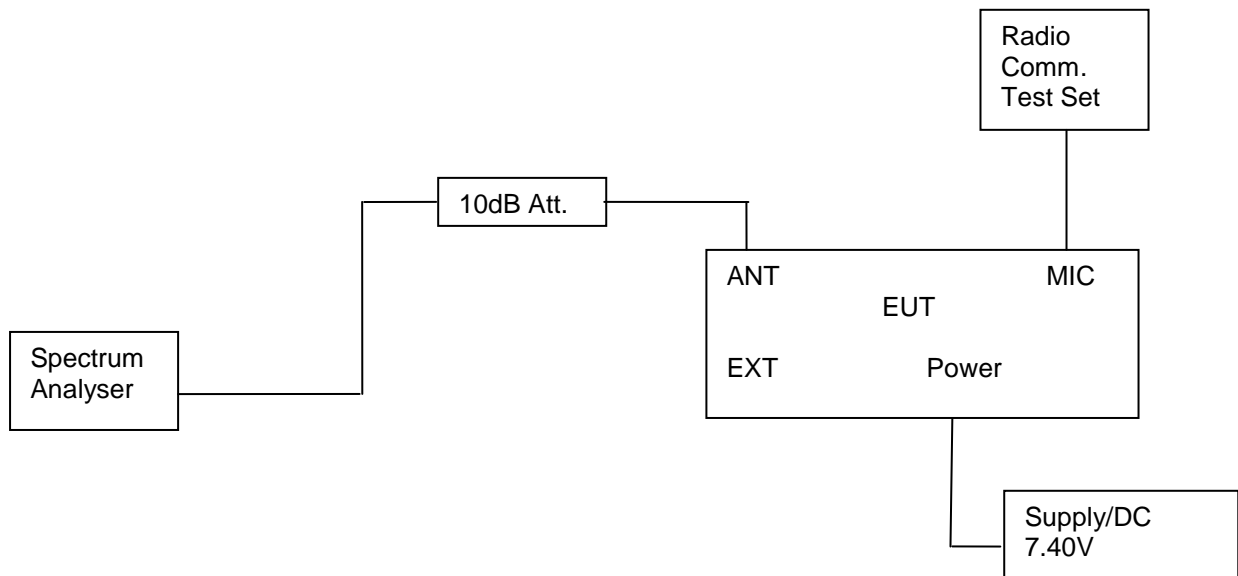 Radio
Comm.
Test Set
10dB Att.
ANT
MIC
EUT
Spectrum
Analyser
EXT
Power
Supply/DC
7.40V